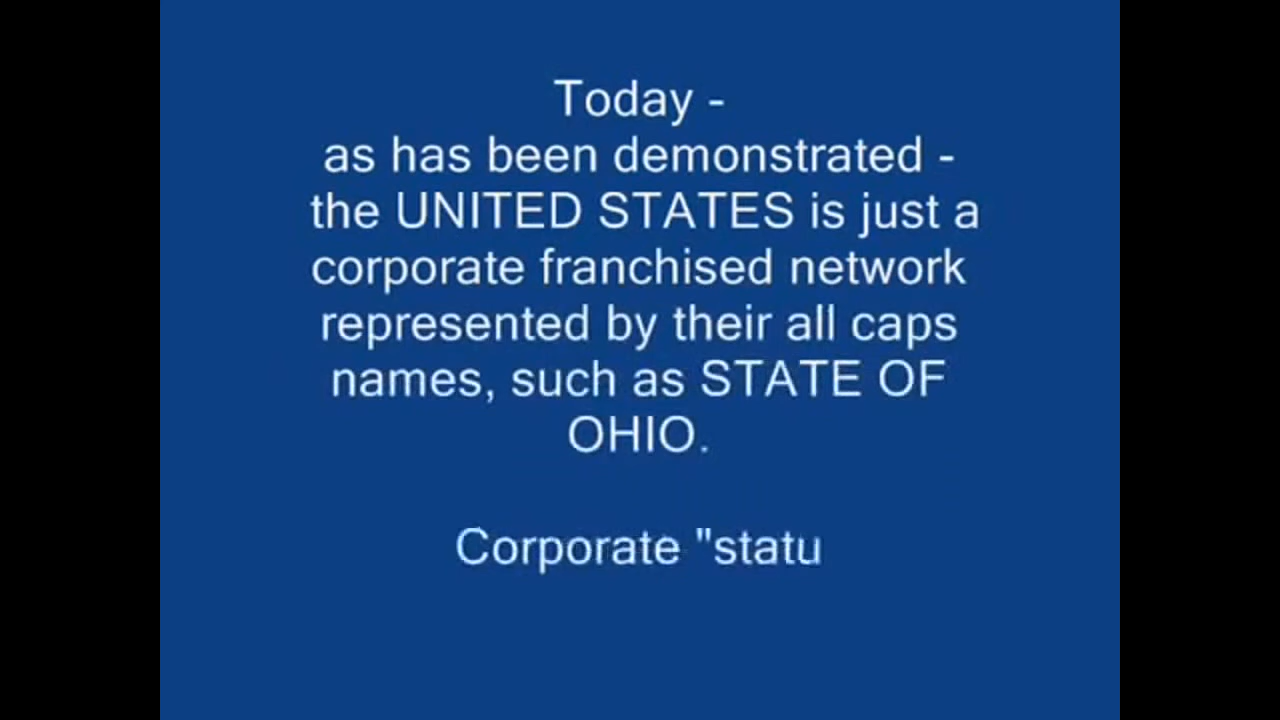 Today -
as has been demonstrated -
the UNITED STATES is just a
corporate franchised network
represented by their all caps
names, such as STATE OF
OHIO.
Corporate "statu